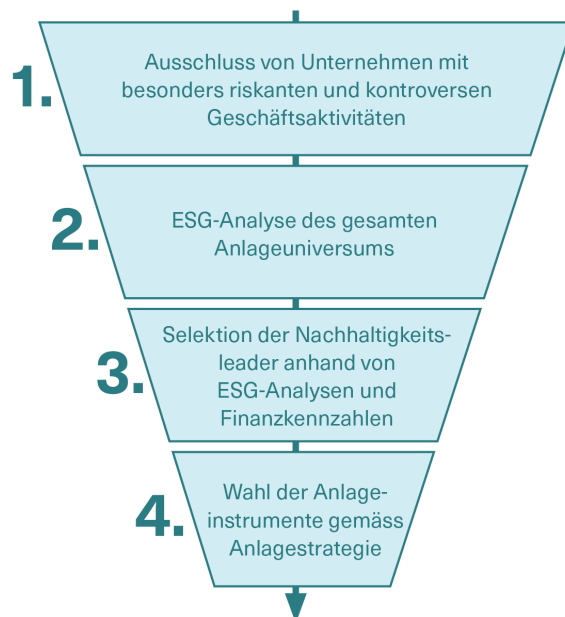 1.
Ausschluss von Unternehmen mit
besonders riskanten und kontroversen
Geschäftsaktivitäten
2.
ESG-Analyse des gesamten
Anlageuniversums
3.
Selektion der Nachhaltigkeits-
leader anhand von
ESG-Analysen und
Finanzkennzahlen
4.
Wahl der Anlage-
instrumente gemäss
Anlagestrategie